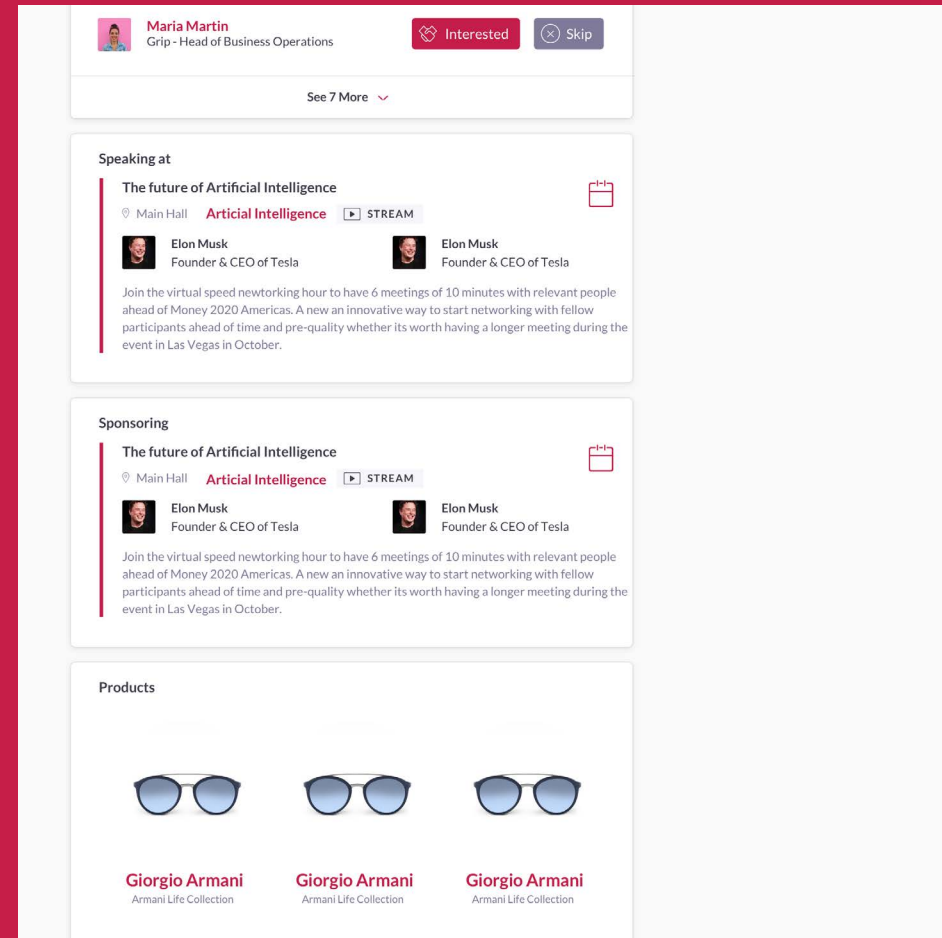 Maria Martin
Grip - Head of Business Operations
Interested
Skip
See 7 More
Speaking at
The future of Artificial Intelligence
Main Hall Articial Intelligence STREAM
Elon Musk Elon Musk
Founder & CEO of Tesla Founder & CEO of Tesla
Join the virtual speed newtorking hour to have 6 meetings of 10 minutes with relevant people
ahead of Money 2020 Americas. A new an innovative way to start networking with fellow
participants ahead of time and pre-quality whether its worth having a longer meeting during the
event in Las Vegas in October.
Sponsoring
The future of Artificial Intelligence
Main Hall Articial Intelligence STREAM
Elon Musk Elon Musk
Founder & CEO of Tesla Founder & CEO of Tesla
Join the virtual speed newtorking hour to have 6 meetings of 10 minutes with relevant people
ahead of Money 2020 Americas. A new an innovative way to start networking with fellow
participants ahead of time and pre-quality whether its worth having a longer meeting during the
event in Las Vegas in October.
Products
Giorgio Armani Giorgio Armani Giorgio Armani
Armani Life Collection Armani Life Collection Armani Life Collection